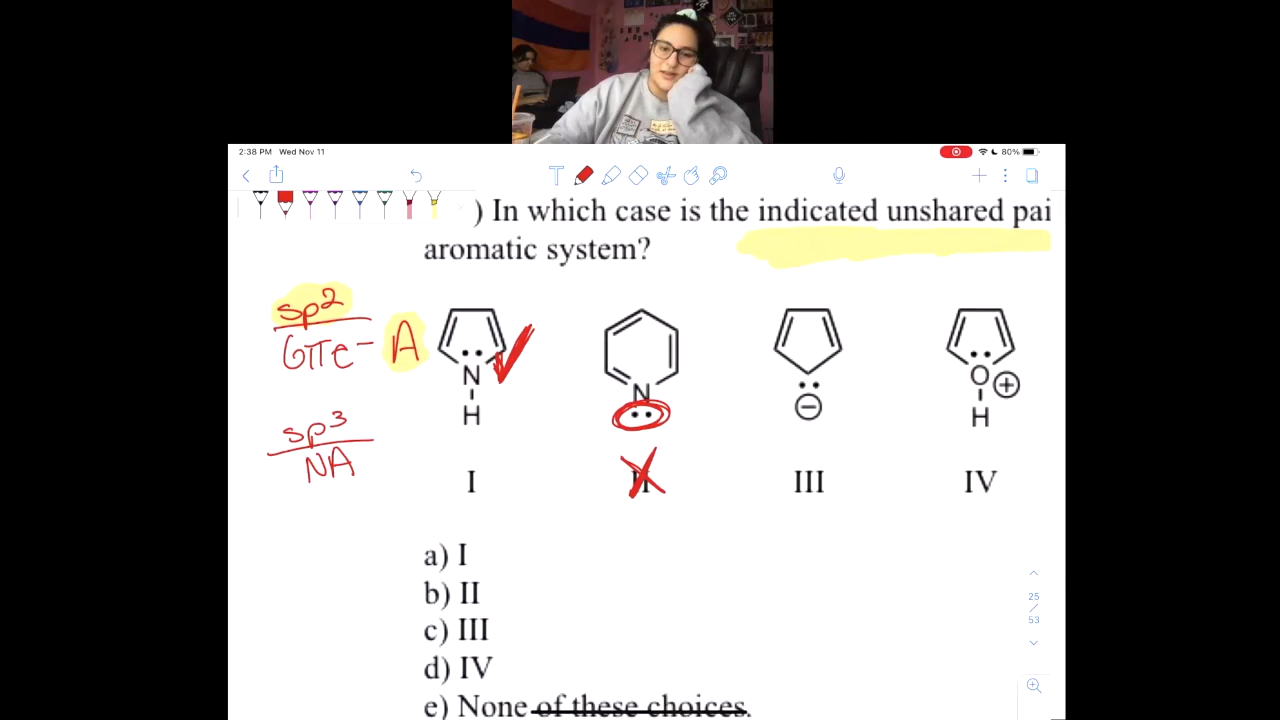 2:38 PM Wed Nov 11
80%
) In which case is the indicated unshared pai
aromatic system?
sp2
6πe-
A
sp3
NA
N
H
N
O
H
I
II
III
IV
a) I
b) II
c) III
d) IV
e) None of these choices.
25
/
53